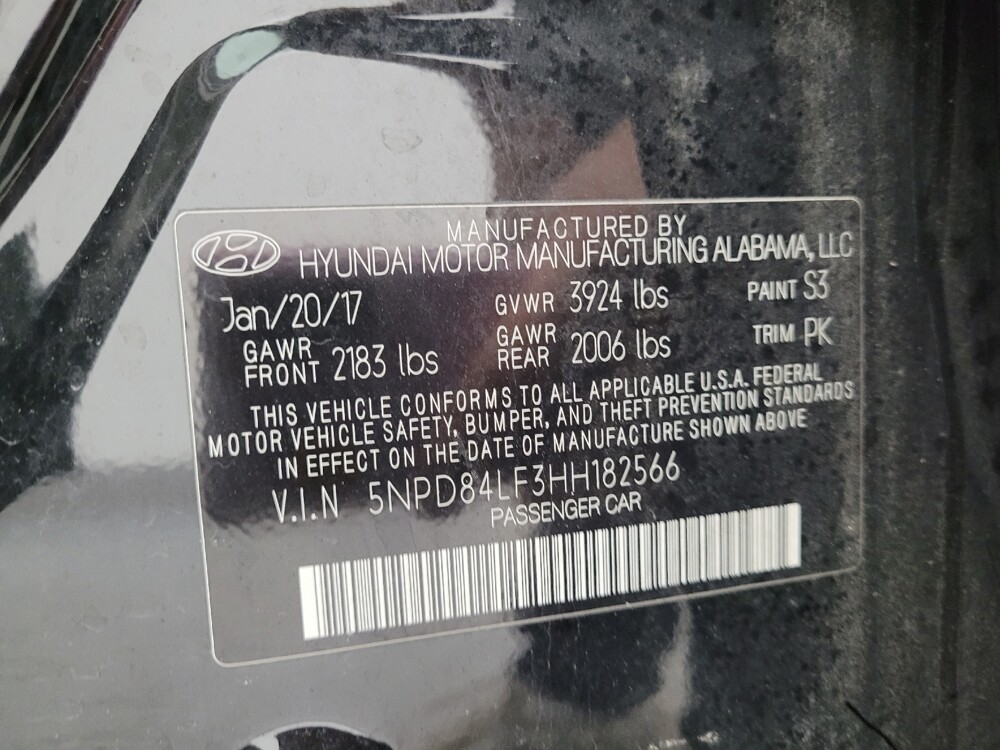 MANUFACTURED BY
HYUNDAI MOTOR MANUFACTURING ALABAMA, LLC
Jan/20/17 GVWR 3924 lbs PAINT S3
GAWR FRONT 2183 lbs GAWR REAR 2006 lbs TRIM PK
THIS VEHICLE CONFORMS TO ALL APPLICABLE U.S.A. FEDERAL
MOTOR VEHICLE SAFETY, BUMPER, AND THEFT PREVENTION STANDARDS
IN EFFECT ON THE DATE OF MANUFACTURE SHOWN ABOVE
V.I.N 5NPD84LF3HH182566
PASSENGER CAR